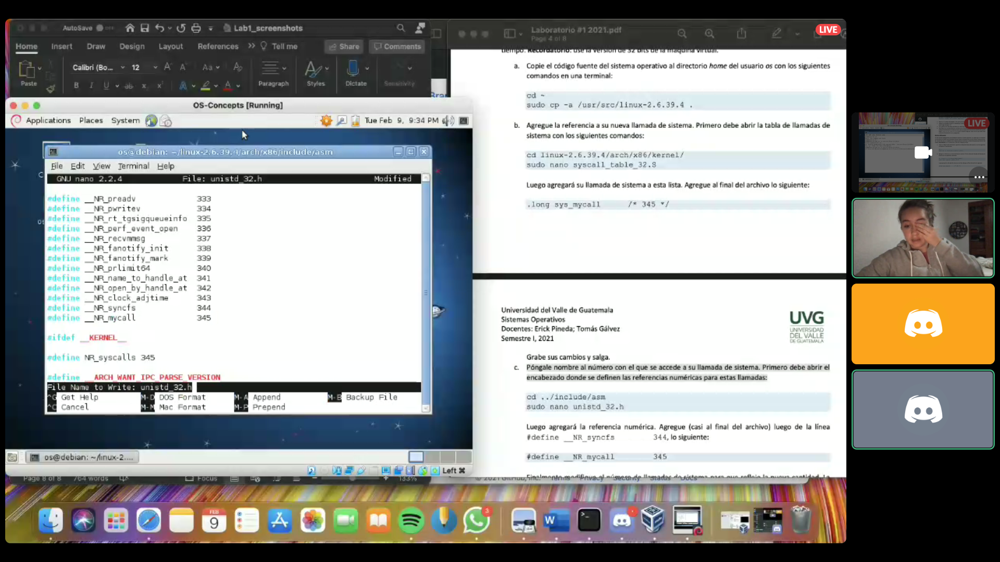 AutoSave OFF Lab1_screenshots
Home Insert Draw Design Layout References Tell me Share Comments
Calibri (Bo... 12 A A Aa A
Paste B I U ab x x A A Paragraph Styles Dictate Sensitivity
OS-Concepts [Running]
Applications Places System Tue Feb 9, 9:34 PM
os@debian: ~/linux-2.6.39.4/arch/x86/include/asm
File Edit View Terminal Help
GNU nano 2.2.4 File: unistd_32.h Modified
#define __NR_preadv 333
#define __NR_pwritev 334
#define __NR_rt_tgsigqueueinfo 335
#define __NR_perf_event_open 336
#define __NR_recvmmsg 337
#define __NR_fanotify_init 338
#define __NR_fanotify_mark 339
#define __NR_prlimit64 340
#define __NR_name_to_handle_at 341
#define __NR_open_by_handle_at 342
#define __NR_clock_adjtime 343
#define __NR_syncfs 344
#define __NR_mycall 345
#ifdef __KERNEL__
#define NR_syscalls 345
#define __ARCH_WANT_IPC_PARSE_VERSION
File Name to Write: unistd_32.h
^G Get Help M-D DOS Format M-A Append M-B Backup File
^C Cancel M-M Mac Format M-P Prepend
os@debian: ~/linux-2....
Left ⌘
Page 8 of 8 764 words Focus 133%
Laboratorio #1 2021.pdf
Page 4 of 8
LIVE
tiempo. Recordatorio: use la versión de 32 bits de la máquina virtual.
a. Copie el código fuente del sistema operativo al directorio home del usuario os con los siguientes
comandos en una terminal:
cd ~
sudo cp -a /usr/src/linux-2.6.39.4 .
b. Agregue la referencia a su nueva llamada de sistema. Primero debe abrir la tabla de llamadas de
sistema con los siguientes comandos:
cd linux-2.6.39.4/arch/x86/kernel/
sudo nano syscall_table_32.S
Luego agregará su llamada de sistema a esta lista. Agregue al final del archivo lo siguiente:
.long sys_mycall /* 345 */
Universidad del Valle de Guatemala
Sistemas Operativos
Docentes: Erick Pineda; Tomás Gálvez
Semestre I, 2021
UVG
UNIVERSIDAD
DEL VALLE
DE GUATEMALA
Grabe sus cambios y salga.
c. Póngale nombre al número con el que se accede a su llamada de sistema. Primero debe abrir el
encabezado donde se definen las referencias numéricas para estas llamadas:
cd ../include/asm
sudo nano unistd_32.h
Luego agregará la referencia numérica. Agregue (casi al final del archivo) luego de la línea
#define __NR_syncfs 344, lo siguiente:
#define __NR_mycall 345
© 2021 GitHub, Inc. Terms Privacy Security Status Docs
FEB
9
3
W
LIVE